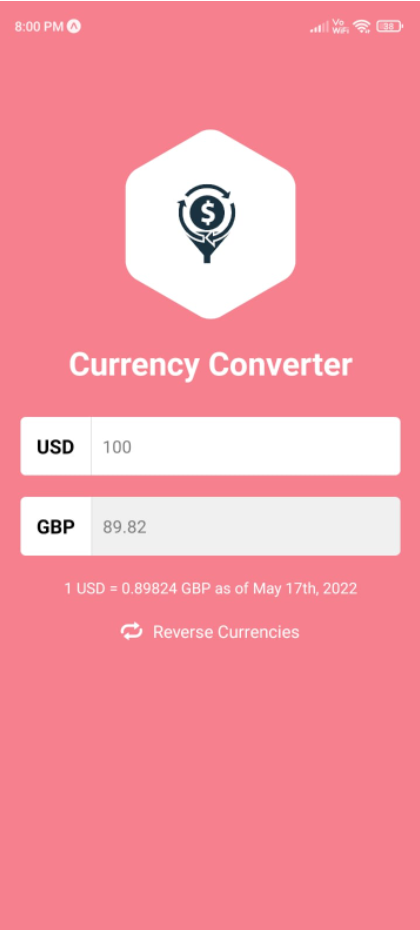 8:00 PM
Vo
WiFi
$
Currency Converter
USD
100
GBP
89.82
1 USD = 0.89824 GBP as of May 17th, 2022
Reverse Currencies